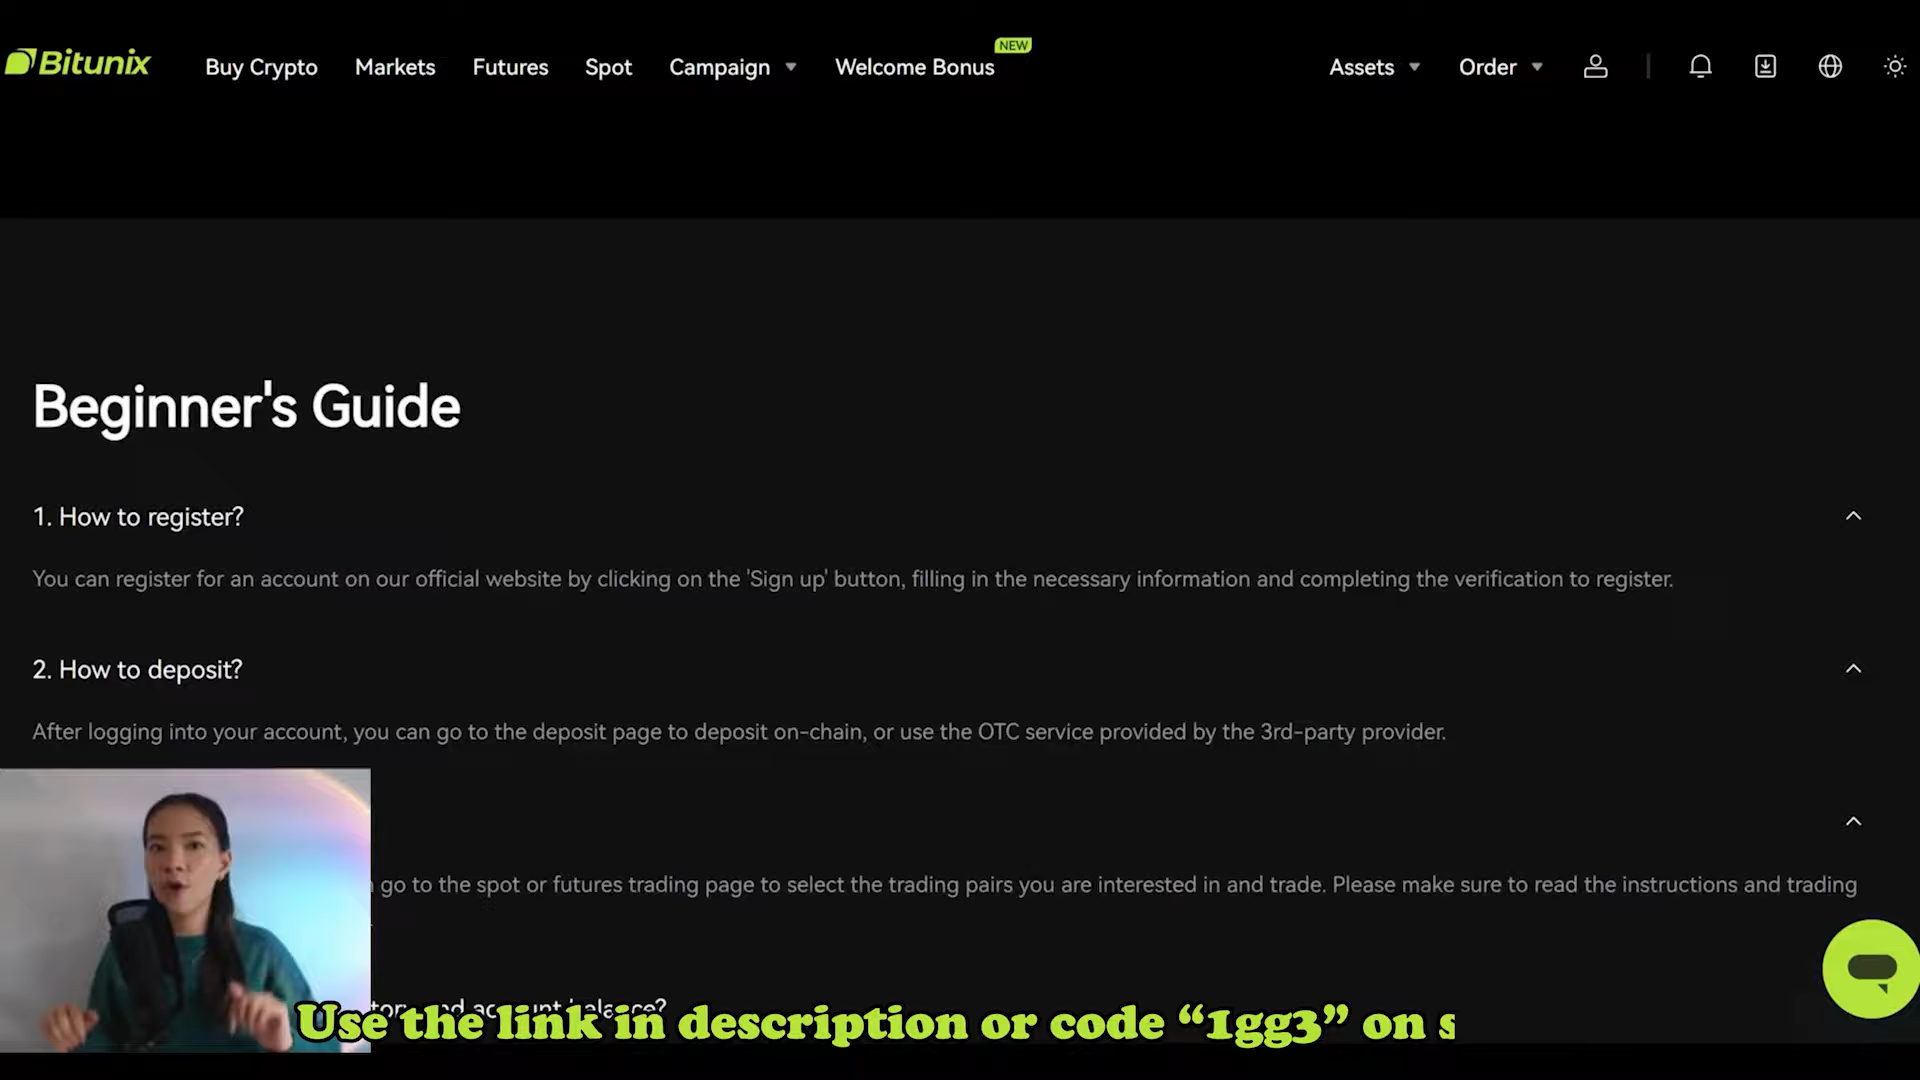 Bitunix
Buy Crypto Markets Futures Spot Campaign Welcome Bonus NEW Assets Order
Beginner's Guide
1. How to register?
You can register for an account on our official website by clicking on the 'Sign up' button, filling in the necessary information and completing the verification to register.
2. How to deposit?
After logging into your account, you can go to the deposit page to deposit on-chain, or use the OTC service provided by the 3rd-party provider.
go to the spot or futures trading page to select the trading pairs you are interested in and trade. Please make sure to read the instructions and trading
and account balance?
Use the link in description or code “1gg3” on s